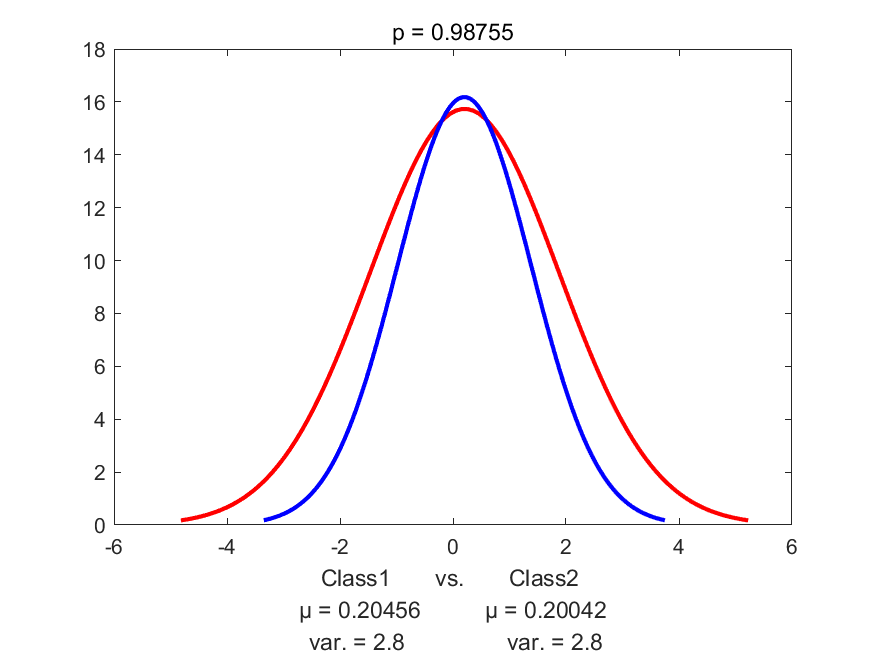 p = 0.98755
18
16
14
12
10
8
6
4
2
0
-6 -4 -2 0 2 4 6
Class1 vs. Class2
μ = 0.20456 μ = 0.20042
var. = 2.8 var. = 2.8